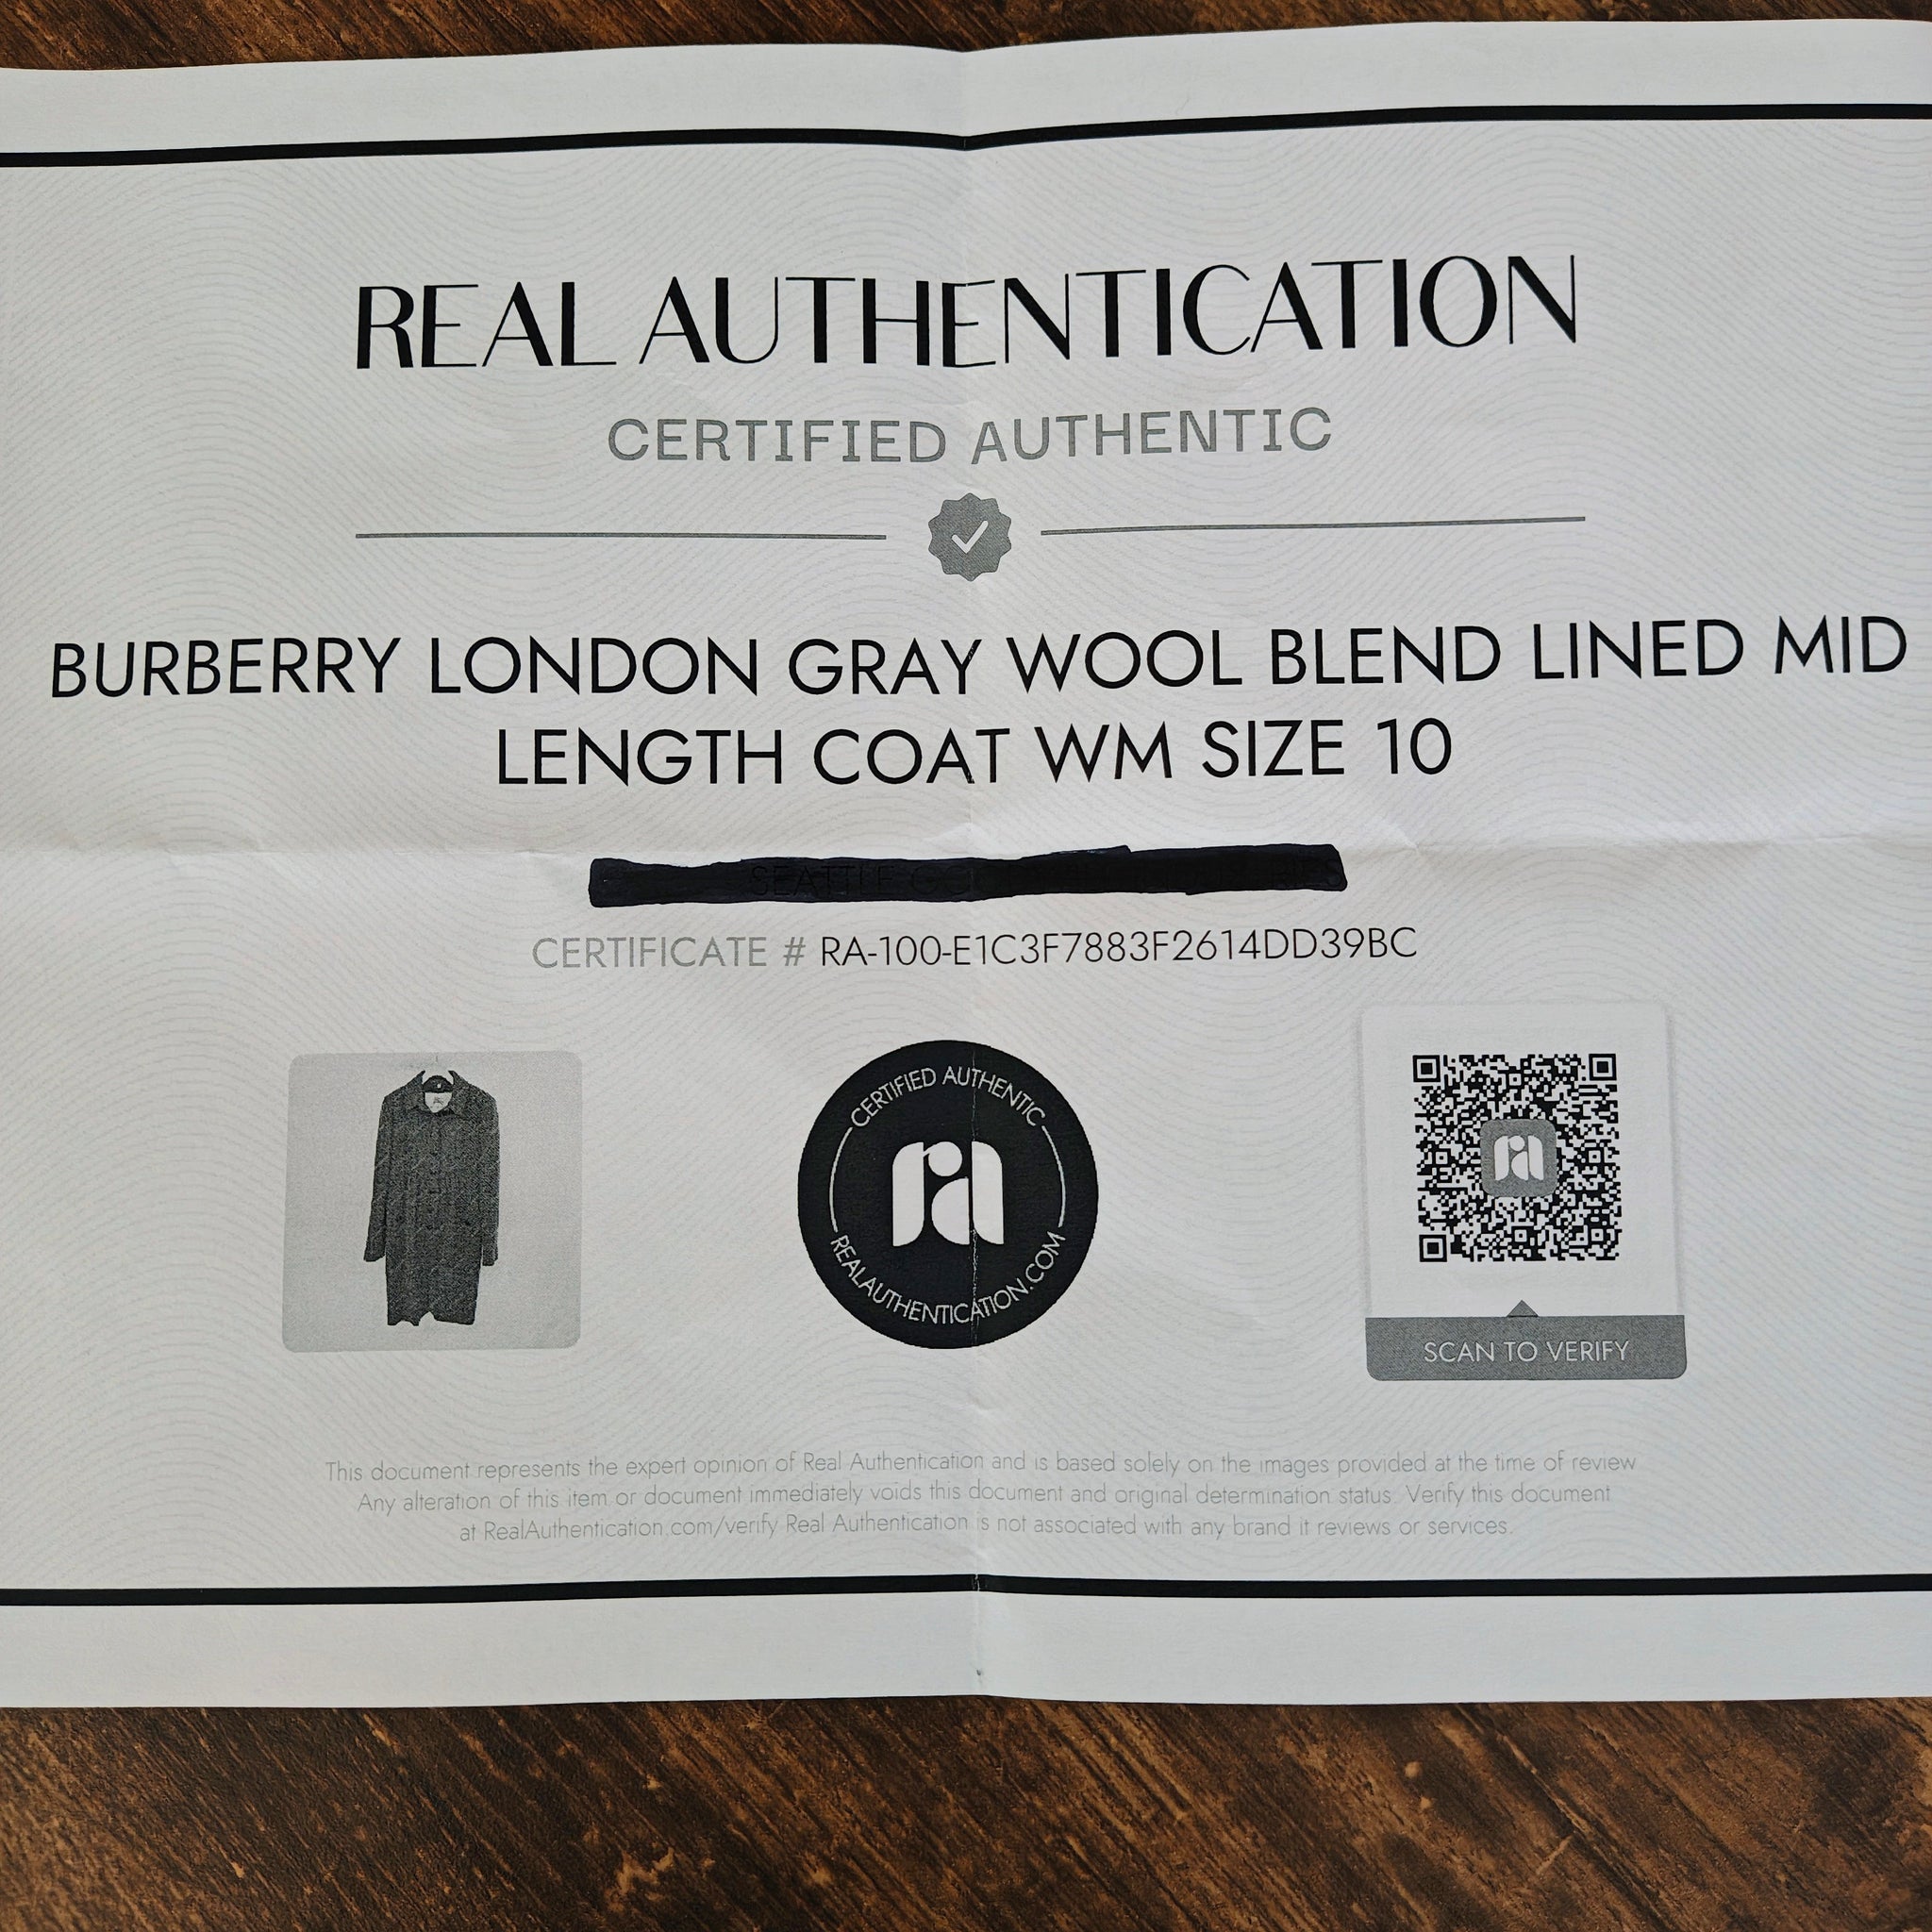 REAL AUTHENTICATION
CERTIFIED AUTHENTIC
BURBERRY LONDON GRAY WOOL BLEND LINED MID
LENGTH COAT WM SIZE 10
SEATTLE
CERTIFICATE # RA-100-E1C3F7883F2614DD39BC
CERTIFIED AUTHENTIC
ra
REALAUTHENTICATION.COM
ra
SCAN TO VERIFY
This document represents the expert opinion of Real Authentication and is based solely on the images provided at the time of review
Any alteration of this item or document immediately voids this document and original determination status. Verify this document
at RealAuthentication.com/verify Real Authentication is not associated with any brand it reviews or services.